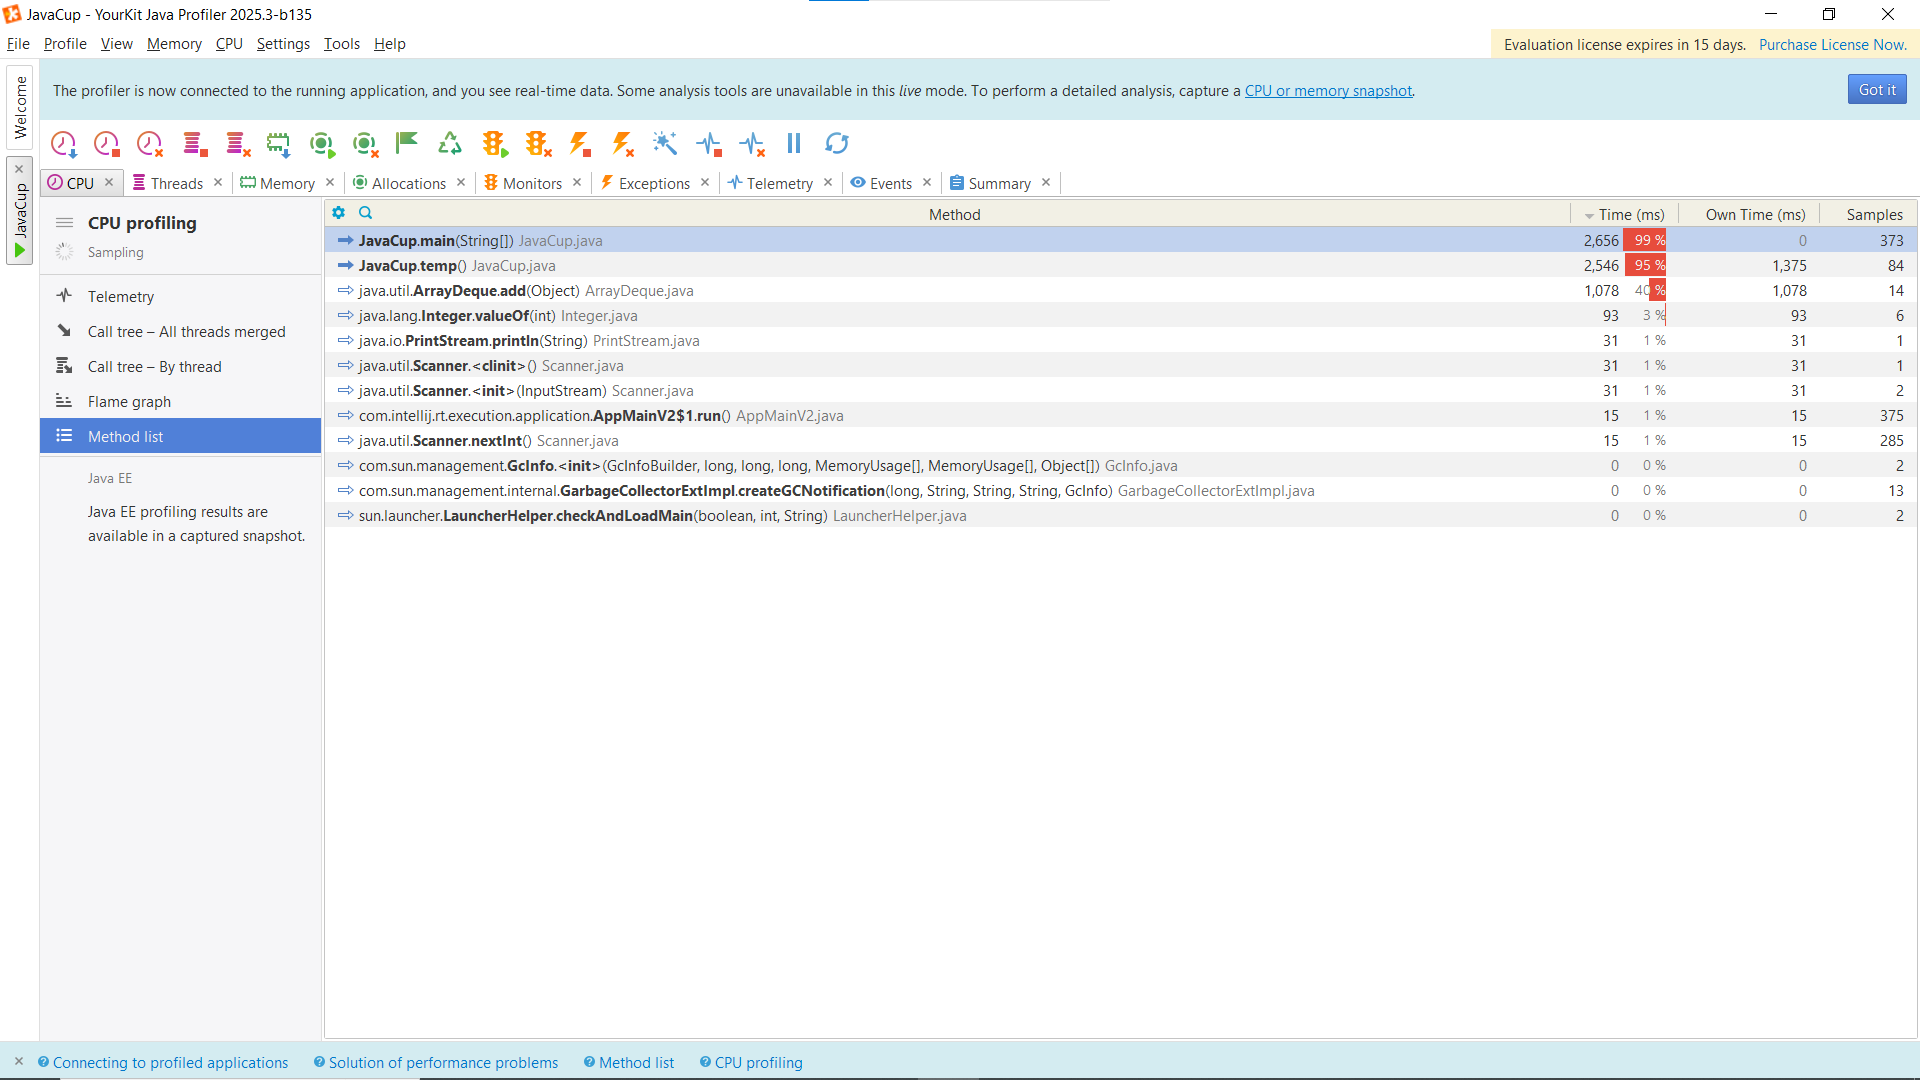 JavaCup - YourKit Java Profiler 2025.3-b135
File Profile View Memory CPU Settings Tools Help
Evaluation license expires in 15 days. Purchase License Now.
Welcome
JavaCup
The profiler is now connected to the running application, and you see real-time data. Some analysis tools are unavailable in this live mode. To perform a detailed analysis, capture a CPU or memory snapshot.
Got it
CPU Threads Memory Allocations Monitors Exceptions Telemetry Events Summary
CPU profiling
Sampling
Telemetry
Call tree – All threads merged
Call tree – By thread
Flame graph
Method list
Java EE
Java EE profiling results are
available in a captured snapshot.
Method Time (ms) Own Time (ms) Samples
JavaCup.main(String[]) JavaCup.java 2,656 99 % 0 373
JavaCup.temp() JavaCup.java 2,546 95 % 1,375 84
java.util.ArrayDeque.add(Object) ArrayDeque.java 1,078 40 % 1,078 14
java.lang.Integer.valueOf(int) Integer.java 93 3 % 93 6
java.io.PrintStream.println(String) PrintStream.java 31 1 % 31 1
java.util.Scanner.<clinit>() Scanner.java 31 1 % 31 1
java.util.Scanner.<init>(InputStream) Scanner.java 31 1 % 31 2
com.intellij.rt.execution.application.AppMainV2$1.run() AppMainV2.java 15 1 % 15 375
java.util.Scanner.nextInt() Scanner.java 15 1 % 15 285
com.sun.management.GcInfo.<init>(GcInfoBuilder, long, long, long, MemoryUsage[], MemoryUsage[], Object[]) GcInfo.java 0 0 % 0 2
com.sun.management.internal.GarbageCollectorExtImpl.createGCNotification(long, String, String, String, GcInfo) GarbageCollectorExtImpl.java 0 0 % 0 13
sun.launcher.LauncherHelper.checkAndLoadMain(boolean, int, String) LauncherHelper.java 0 0 % 0 2
Connecting to profiled applications Solution of performance problems Method list CPU profiling